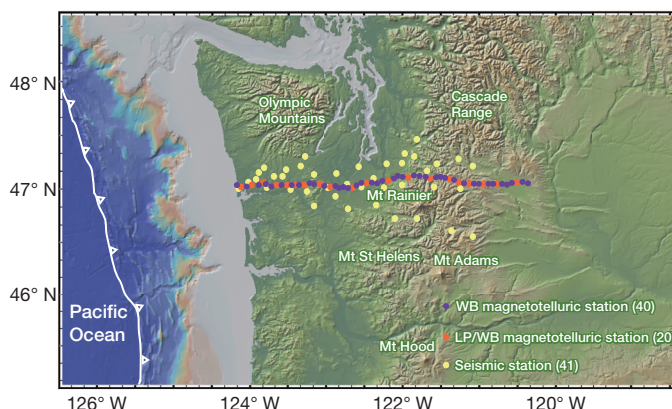 48° N
Olympic
Mountains
Cascade
Range
47° N
Mt Rainier
Mt St Helens
Mt Adams
46° N
Pacific
Ocean
WB magnetotelluric station (40)
LP/WB magnetotelluric station (20
Mt Hood
Seismic station (41)
126° W
124° W
122° W
120° W